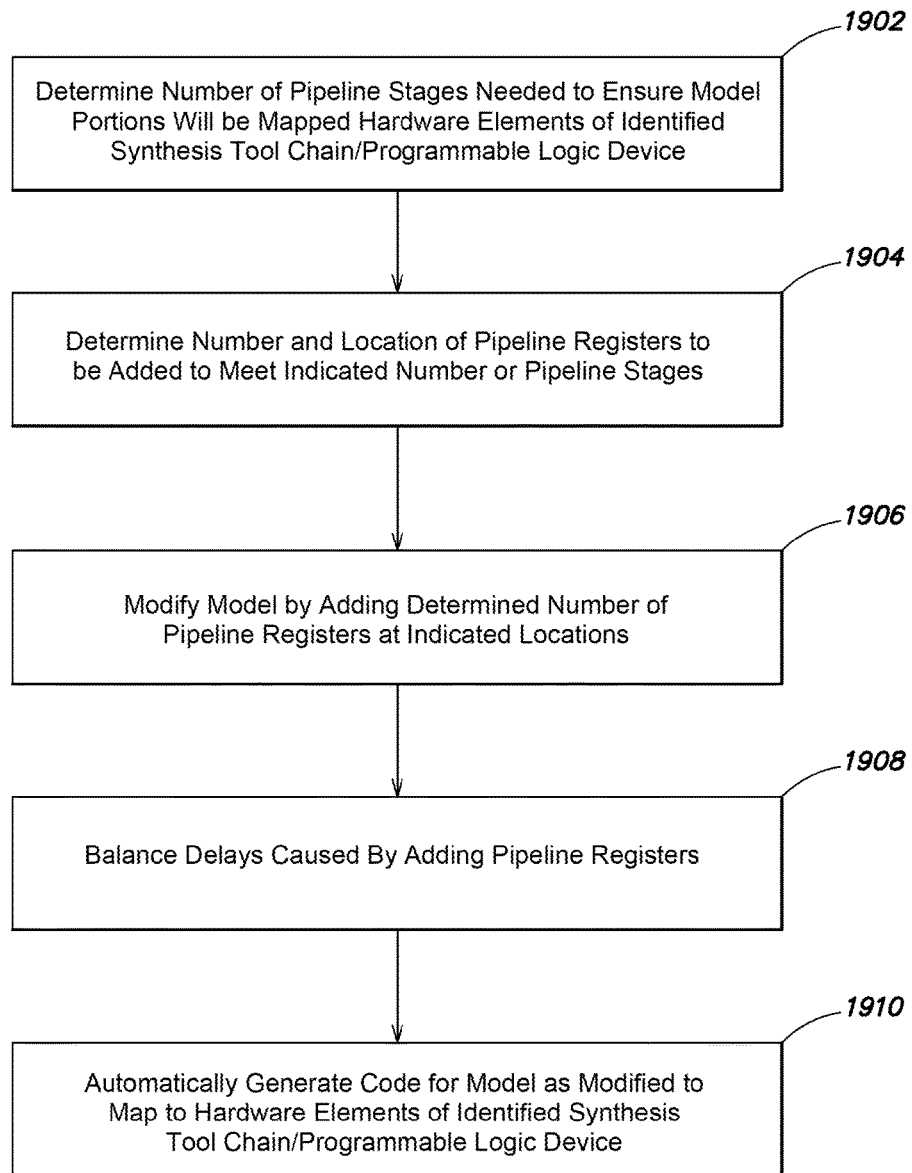 1902
Determine Number of Pipeline Stages Needed to Ensure Model
Portions Will be Mapped Hardware Elements of Identified
Synthesis Tool Chain/Programmable Logic Device
1904
Determine Number and Location of Pipeline Registers to
be Added to Meet Indicated Number or Pipeline Stages
1906
Modify Model by Adding Determined Number of
Pipeline Registers at Indicated Locations
1908
Balance Delays Caused By Adding Pipeline Registers
1910
Automatically Generate Code for Model as Modified to
Map to Hardware Elements of Identified Synthesis
Tool Chain/Programmable Logic Device